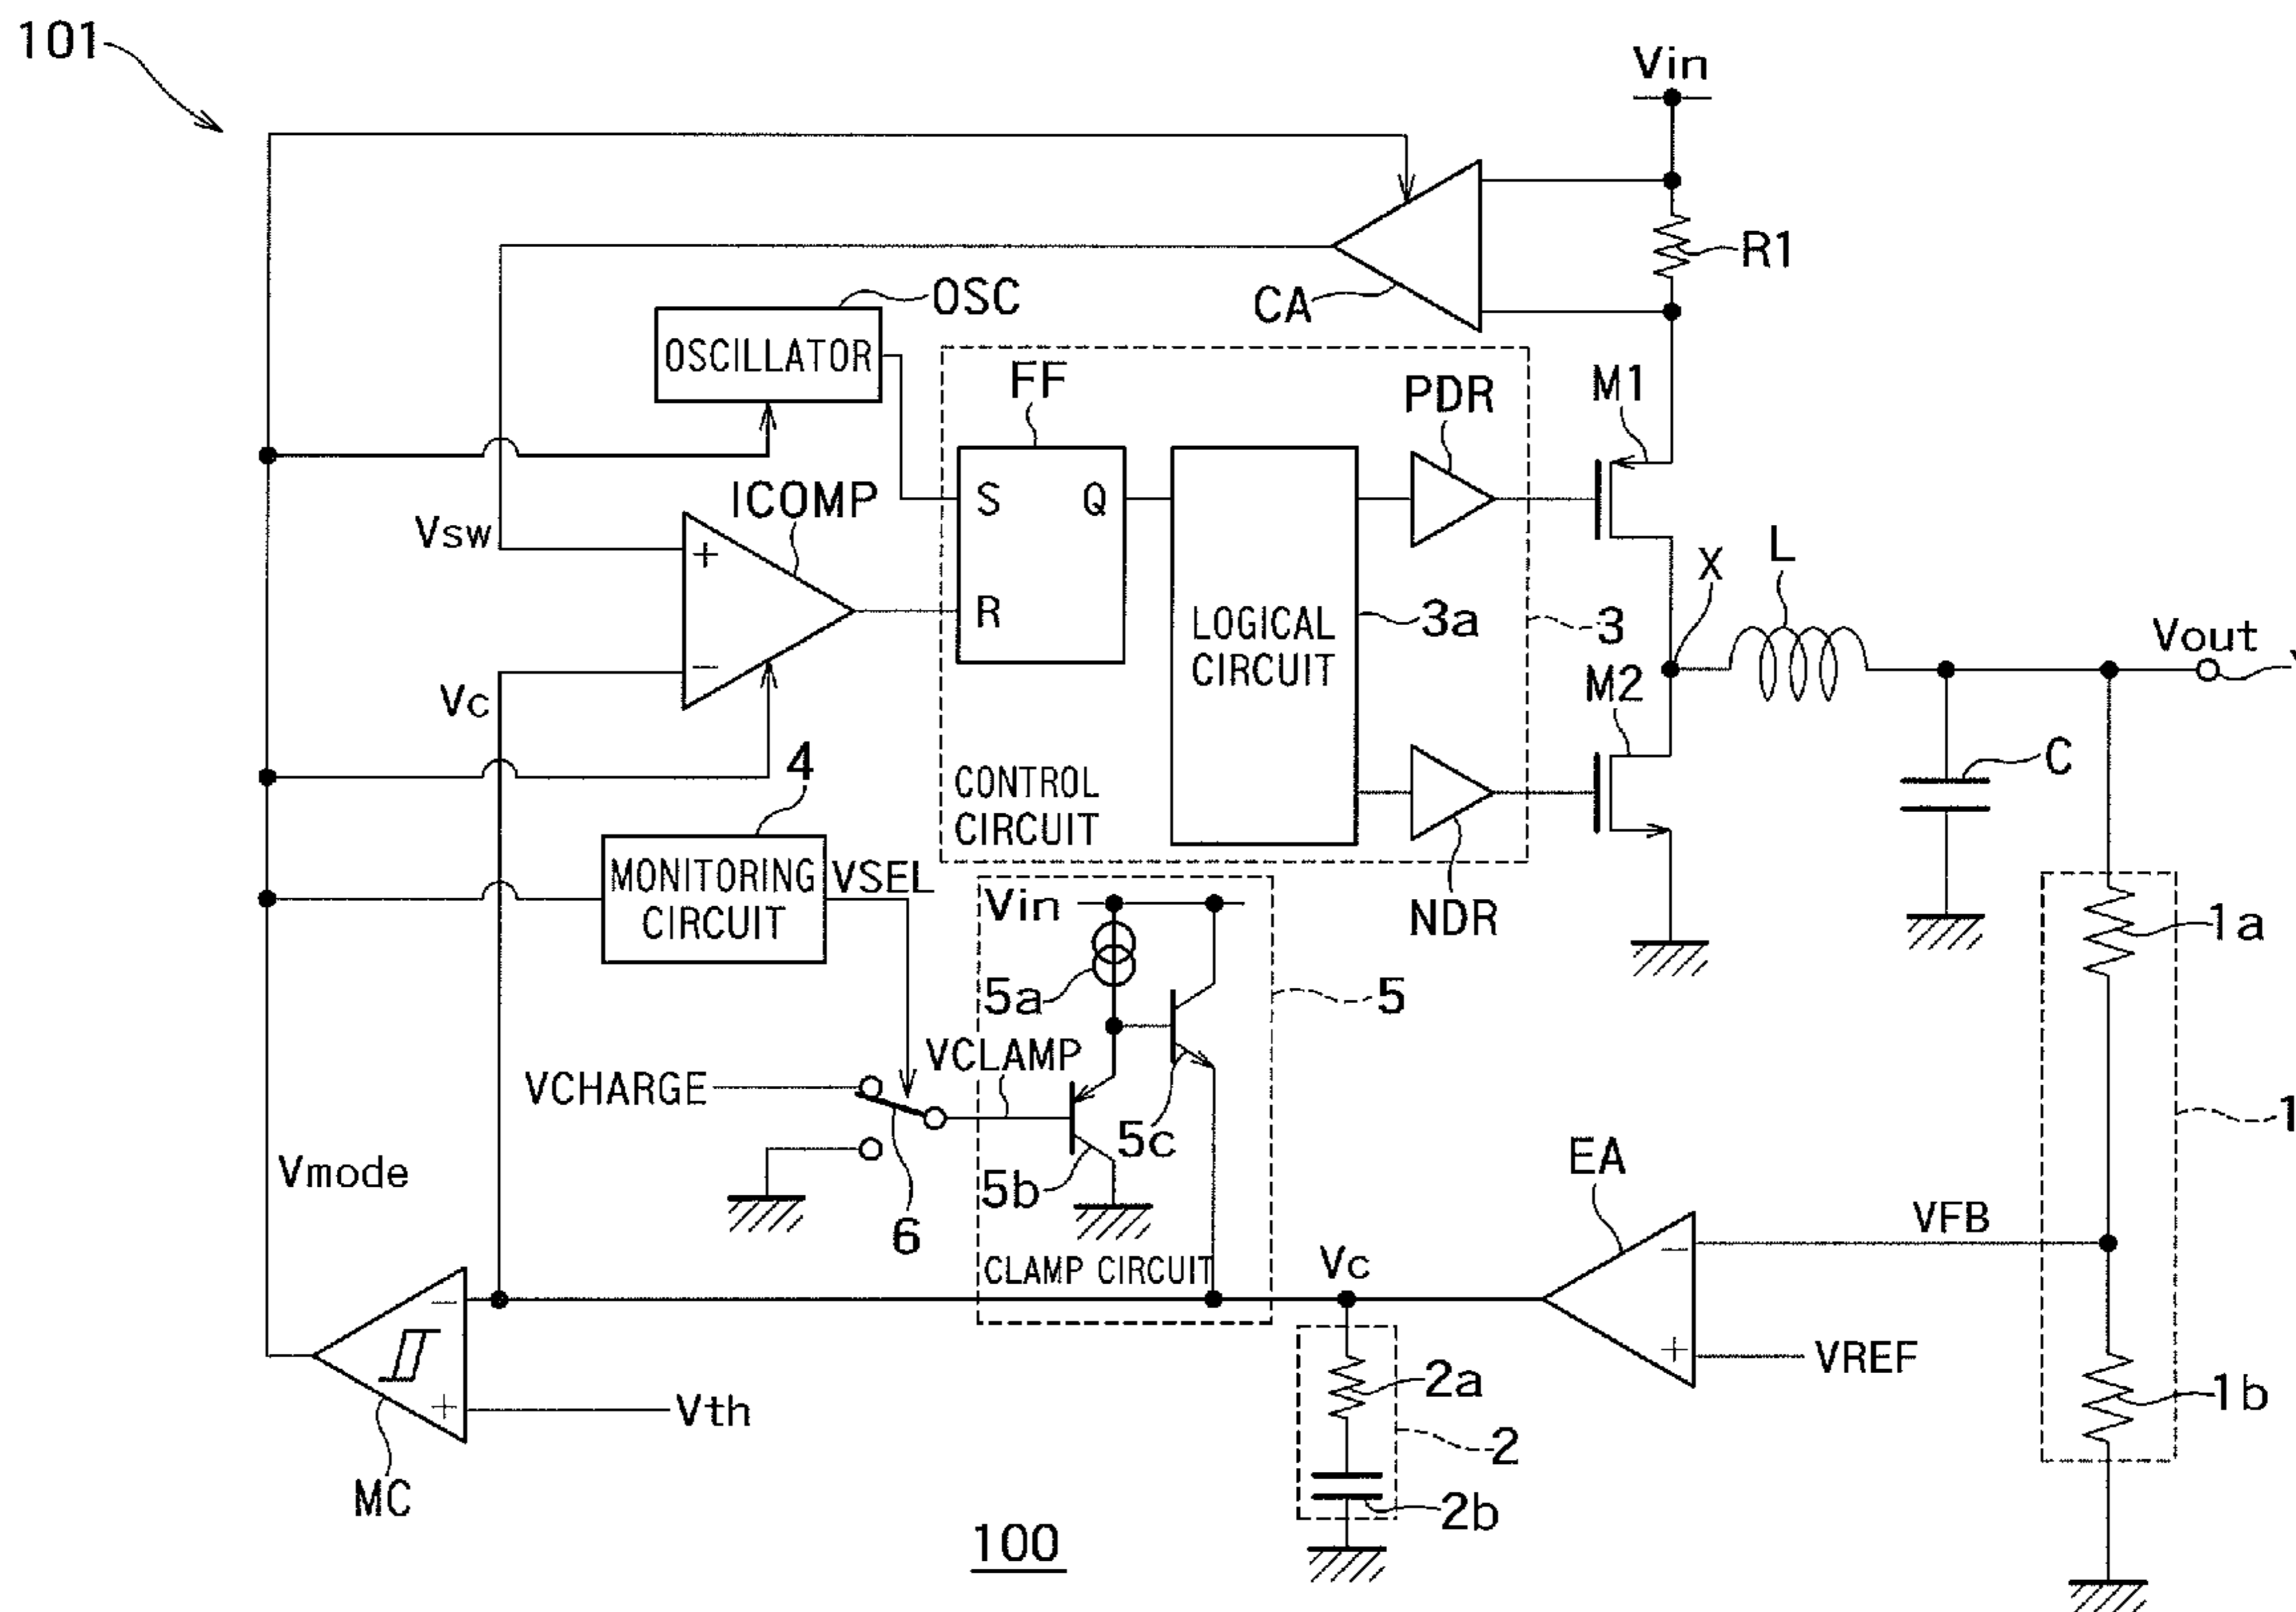 101
Vin
R1
CA
OSC
OSCILLATOR
FF
PDR
M1
ICOMP
S
Q
R
+
−
Vsw
Vc
LOGICAL
CIRCUIT
3a
3
X
L
Vout
M2
C
4
CONTROL
CIRCUIT
MONITORING
CIRCUIT
VSEL
Vin
NDR
1a
5a
5
VCLAMP
VCHARGE
5c
5b
6
1
Vmode
EA
VFB
−
CLAMP CIRCUIT
Vc
−
+
VREF
2a
1b
+
Vth
2
MC
2b
100